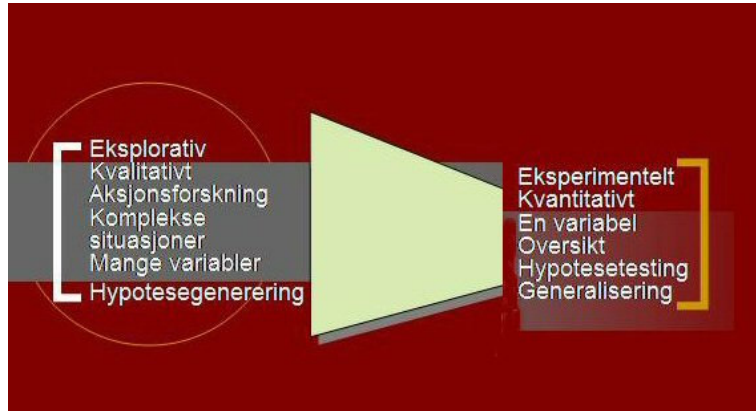 Eksplorativ
Kvalitativt
Aksjonsforskning
Komplekse
situasjoner
Mange variabler
Hypotesegenerering
Eksperimentelt
Kvantitativt
En variabel
Oversikt
Hypotesetesting
Generalisering